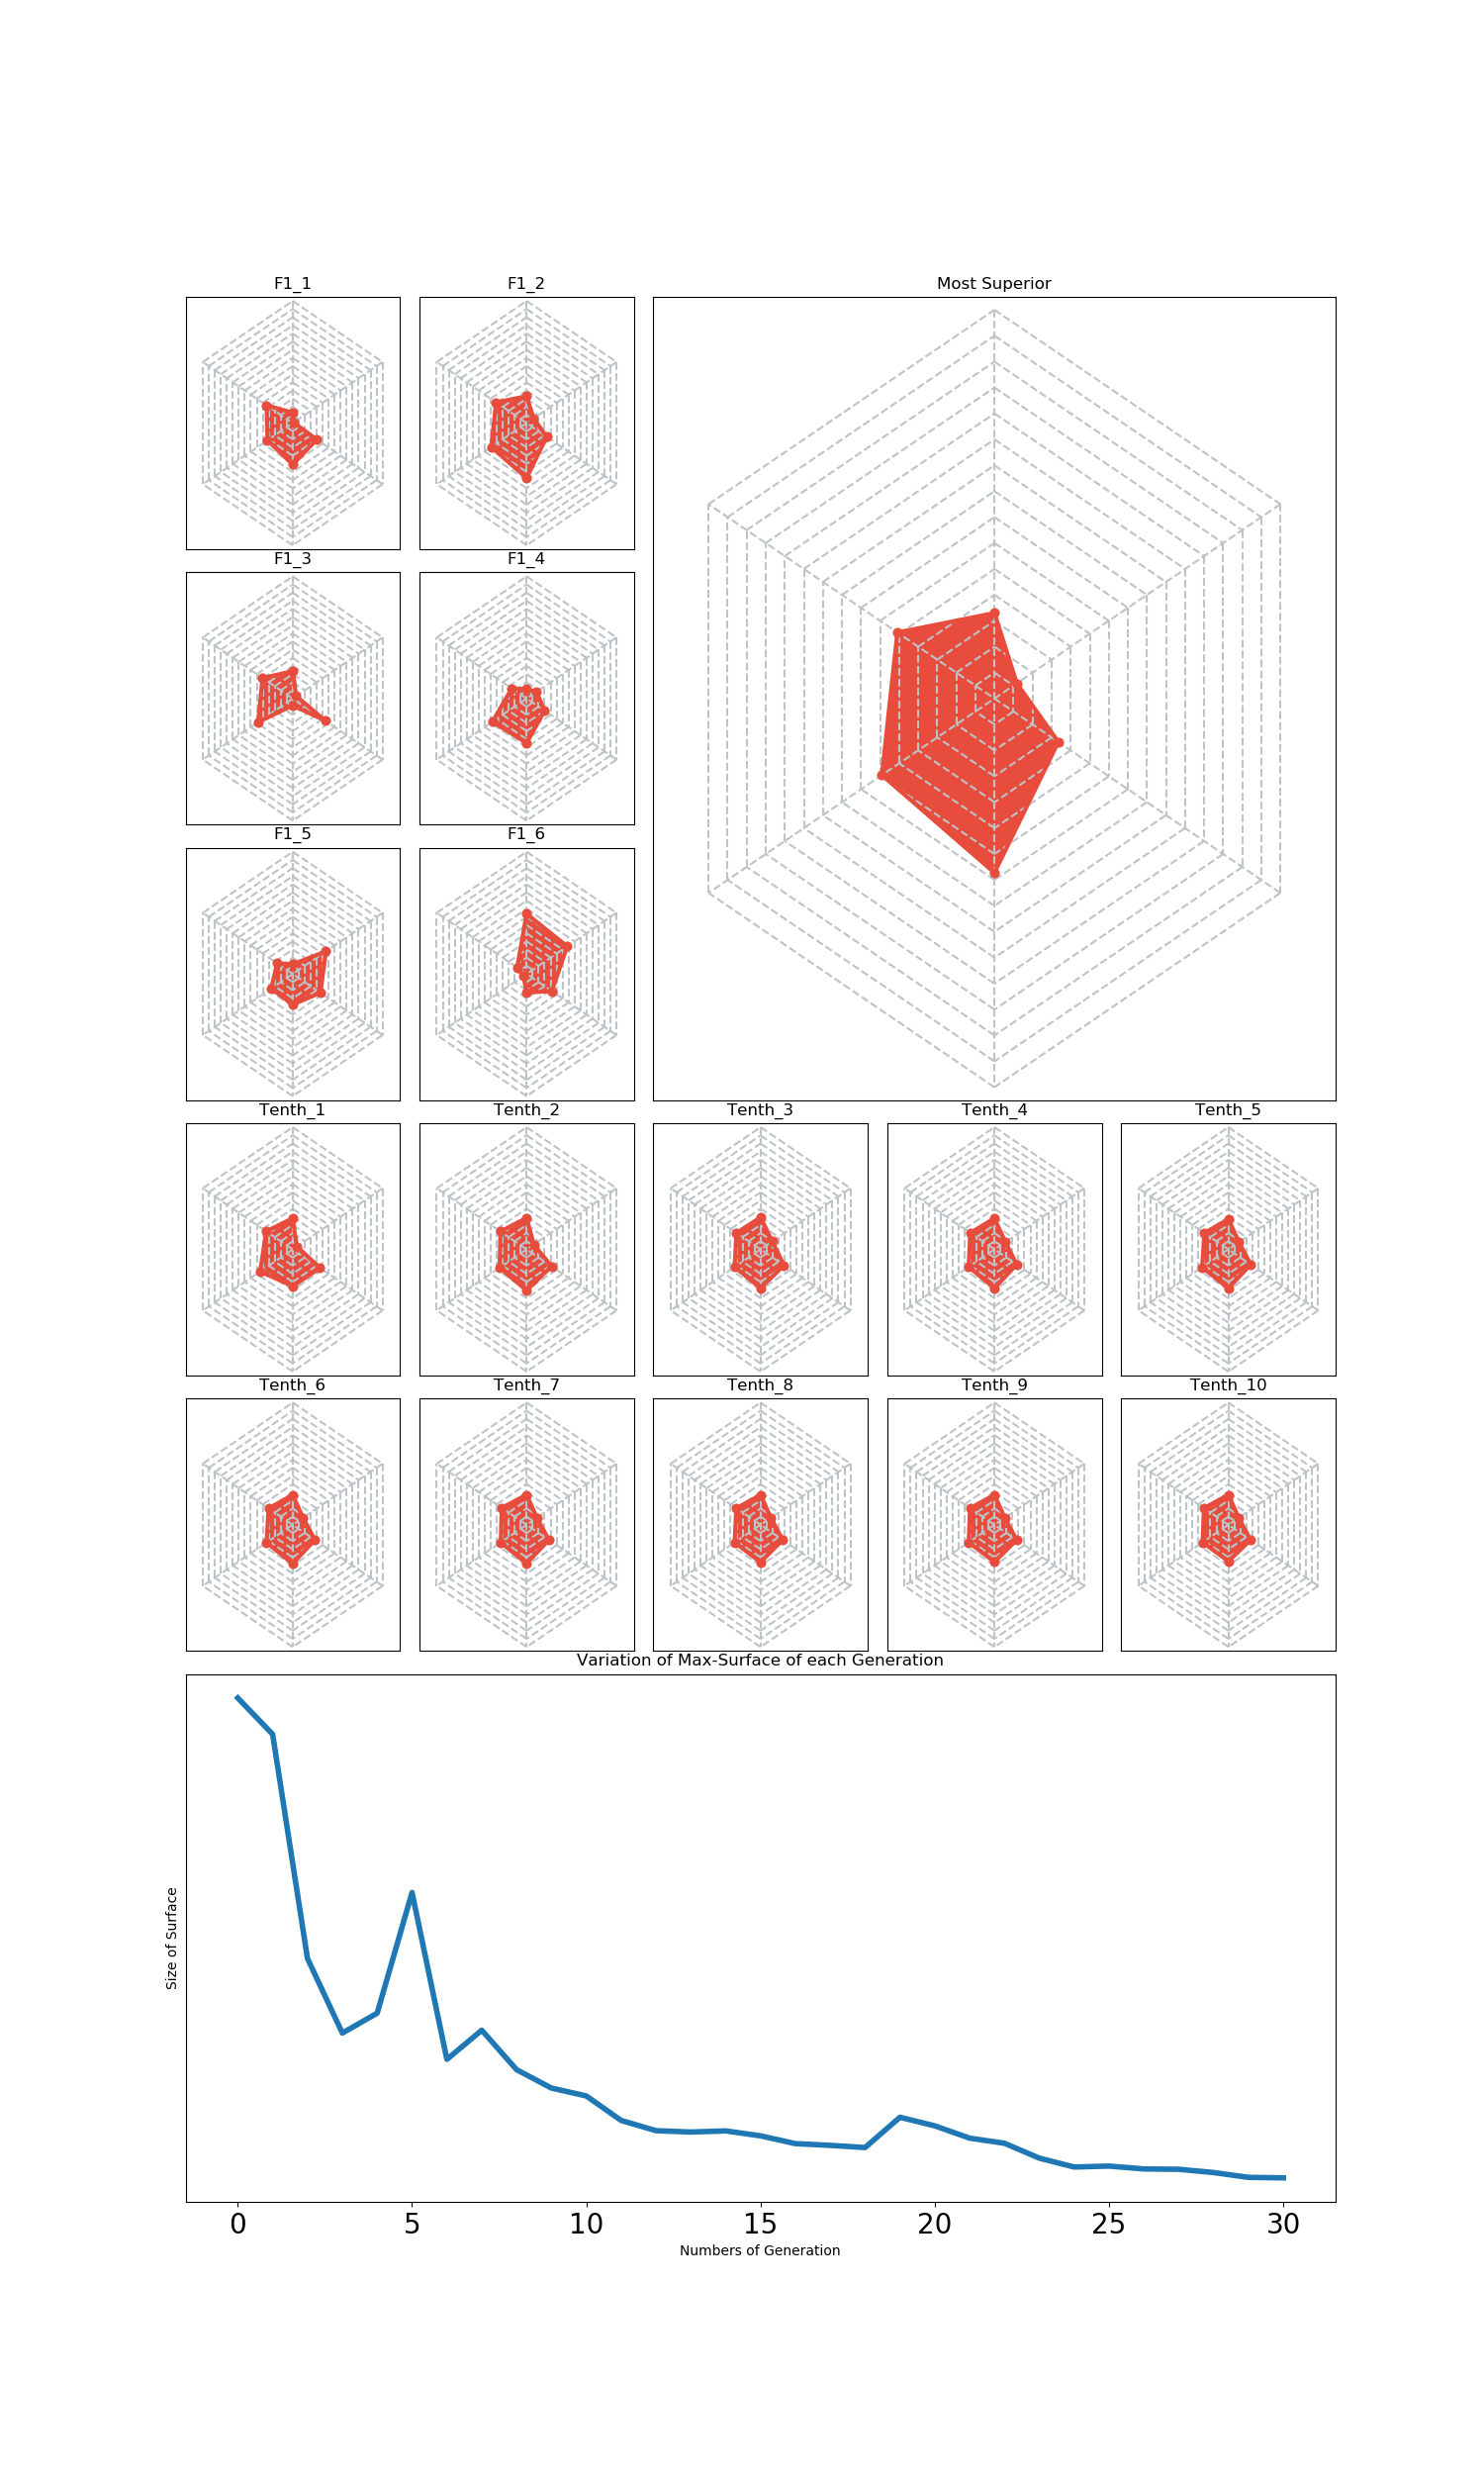 F1_1
F1_2
Most Superior
F1_3
F1_4
F1_5
F1_6
Tenth_1
Tenth_2
Tenth_3
Tenth_4
Tenth_5
Tenth_6
Tenth_7
Tenth_8
Tenth_9
Tenth_10
Variation of Max-Surface of each Generation
Size of Surface
0 5 10 15 20 25 30
Numbers of Generation